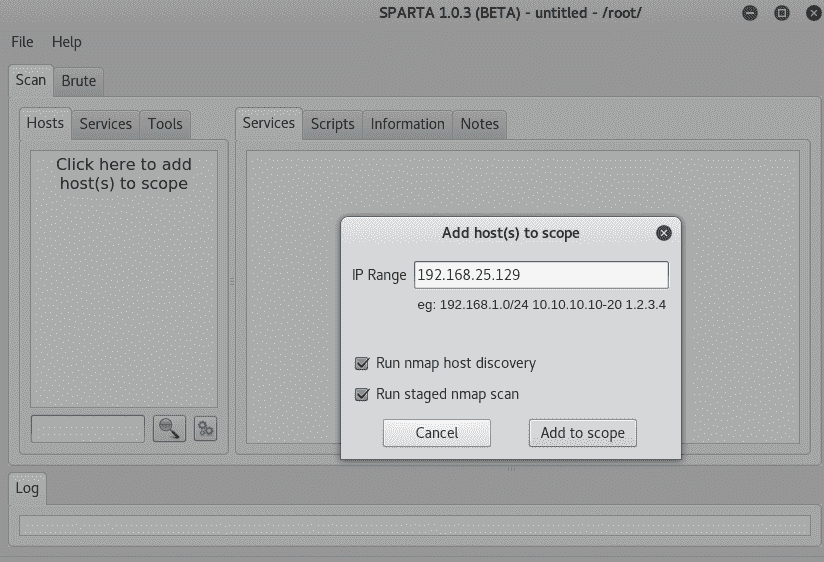 SPARTA 1.0.3 (BETA) - untitled - /root/
File Help
Scan Brute
Hosts Services Tools
Services Scripts Information Notes
Click here to add
host(s) to scope
Add host(s) to scope
IP Range 192.168.25.129
eg: 192.168.1.0/24 10.10.10.10-20 1.2.3.4
Run nmap host discovery
Run staged nmap scan
Cancel Add to scope
Log